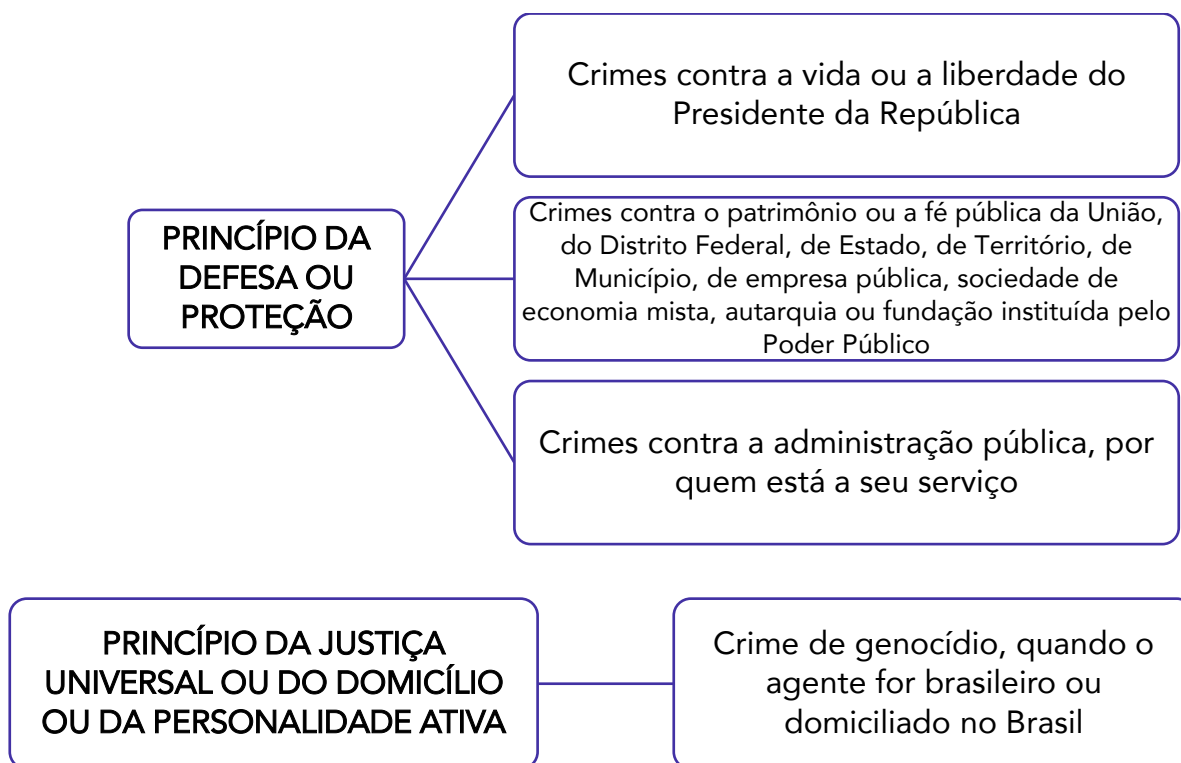 Crimes contra a vida ou a liberdade do
Presidente da República
PRINCÍPIO DA
DEFESA OU
PROTEÇÃO
Crimes contra o patrimônio ou a fé pública da União,
do Distrito Federal, de Estado, de Território, de
Município, de empresa pública, sociedade de
economia mista, autarquia ou fundação instituída pelo
Poder Público
Crimes contra a administração pública, por
quem está a seu serviço
PRINCÍPIO DA JUSTIÇA
UNIVERSAL OU DO DOMICÍLIO
OU DA PERSONALIDADE ATIVA
Crime de genocídio, quando o
agente for brasileiro ou
domiciliado no Brasil